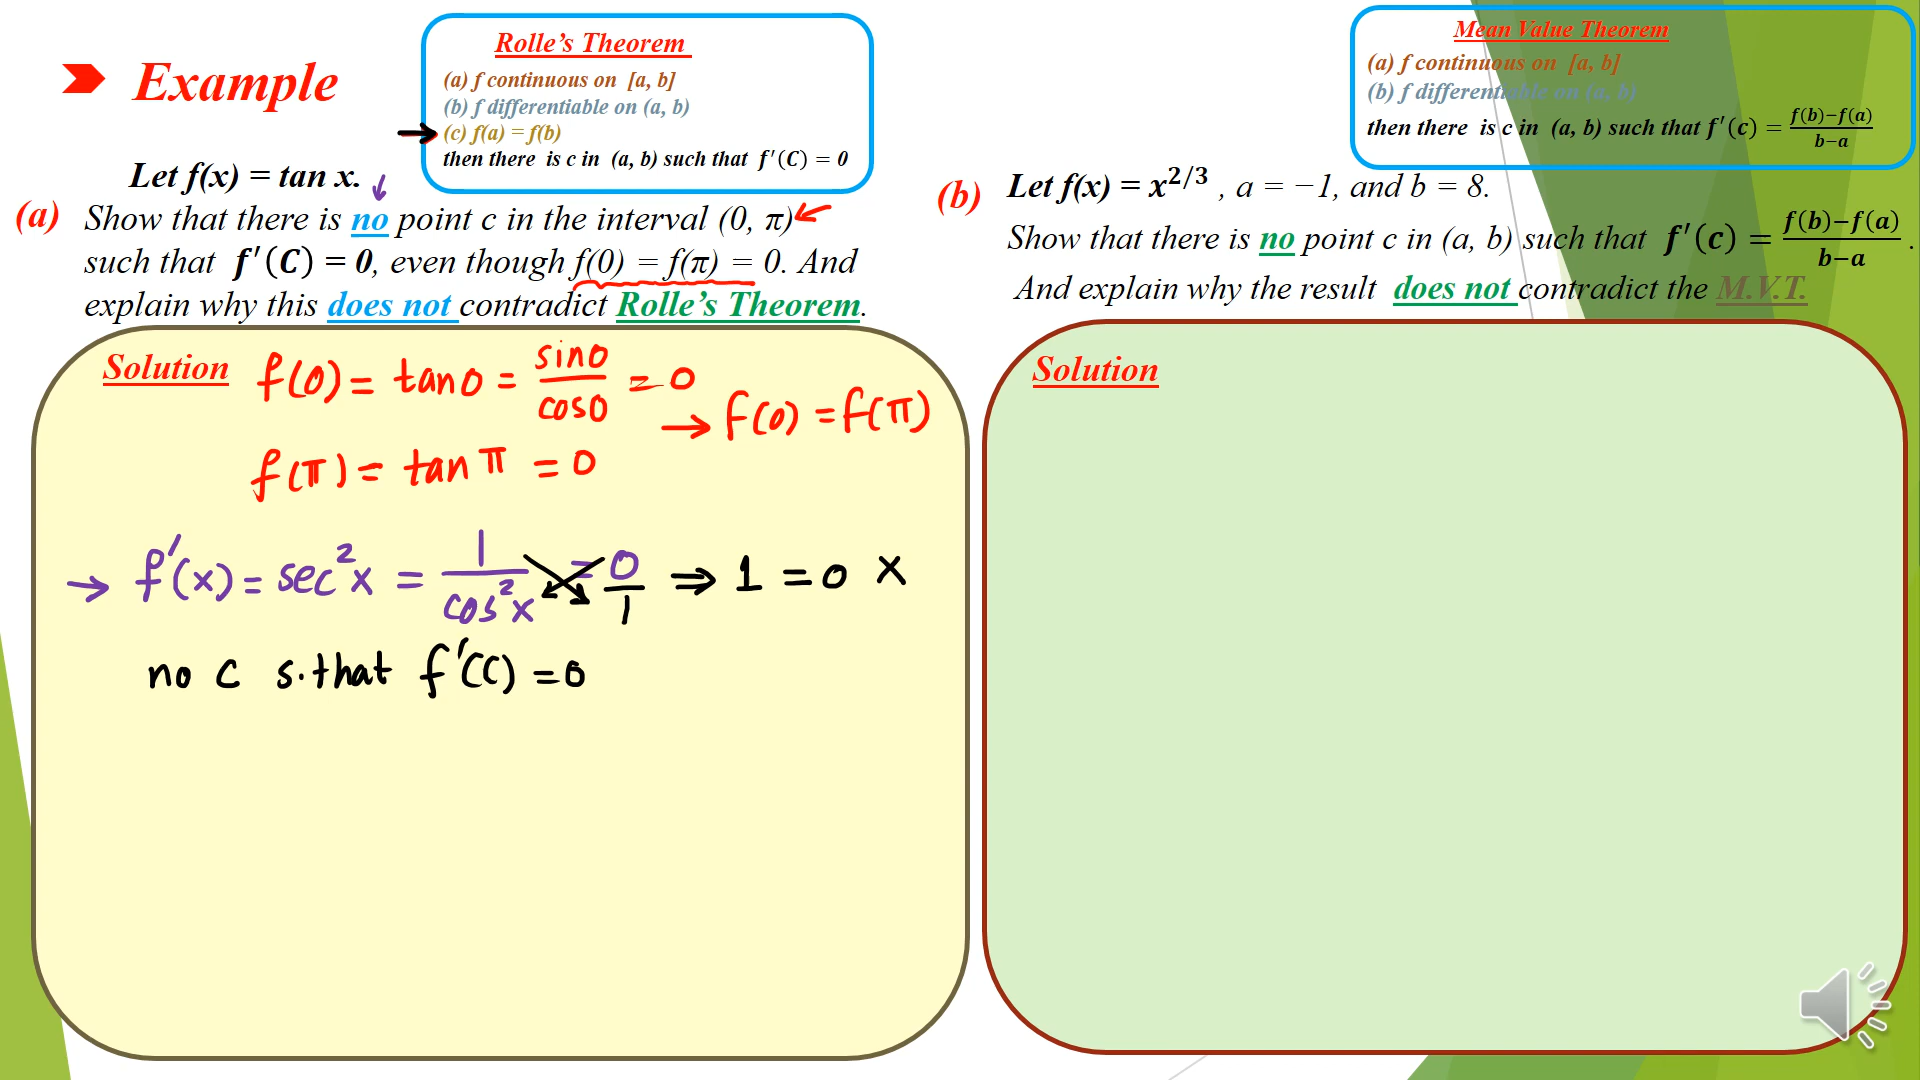 Example
Rolle's Theorem
(a) f continuous on [a, b]
(b) f differentiable on (a, b)
(c) f(a) = f(b)
then there is c in (a, b) such that f′(C) = 0
Let f(x) = tan x.
(a) Show that there is no point c in the interval (0, π)
such that f′(C) = 0, even though f(0) = f(π) = 0. And
explain why this does not contradict Rolle's Theorem.
Solution
f(0) = tan0 = sin0/cos0 = 0
→ f(0) = f(π)
f(π) = tan π = 0
→ f′(x) = sec²x = 1/cos²x = 0/1 ⇒ 1 = 0 ×
no c s.that f′(c) = 0
Mean Value Theorem
(a) f continuous on [a, b]
(b) f differentiable on (a, b)
then there is c in (a, b) such that f′(c) = f(b)−f(a)/b−a
(b) Let f(x) = x^2/3 , a = −1, and b = 8.
Show that there is no point c in (a, b) such that f′(c) = f(b)−f(a)/b−a .
And explain why the result does not contradict the M.V.T.
Solution